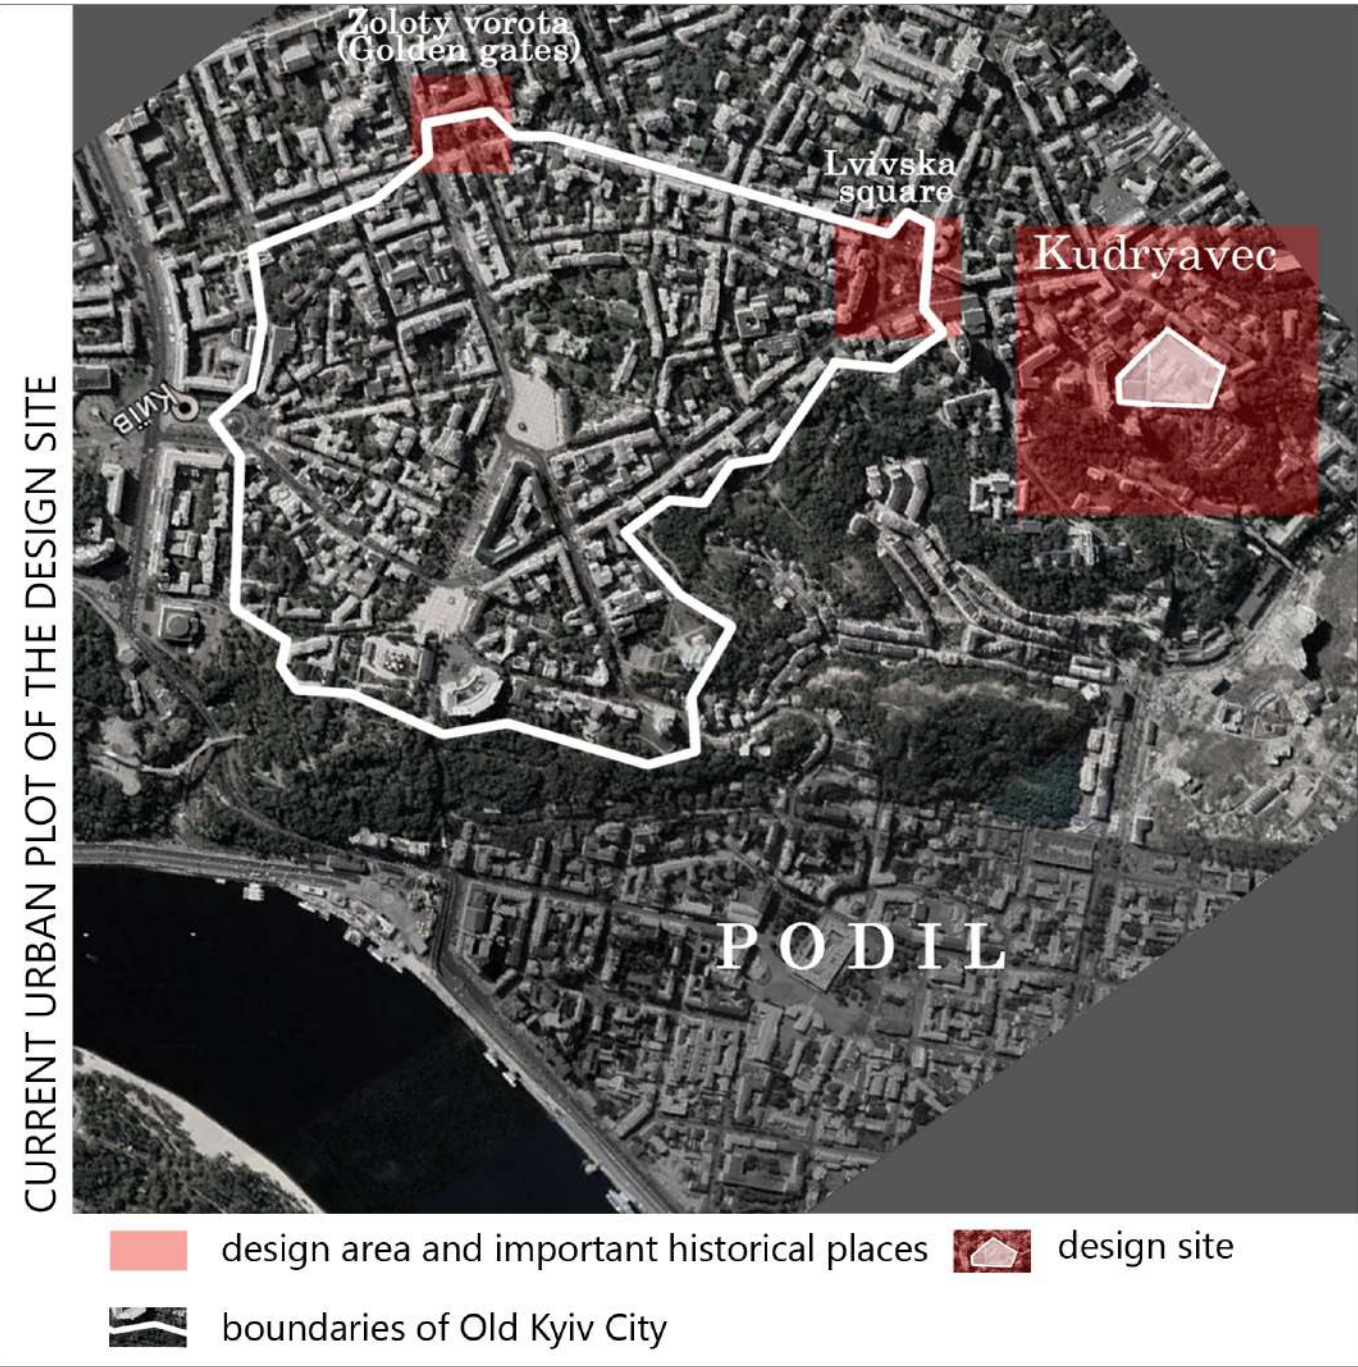 CURRENT URBAN PLOT OF THE DESIGN SITE
Zoloty vorota
(Golden gates)
Lvivska
square
Kudryavec
Київ
PODIL
design area and important historical places
design site
boundaries of Old Kyiv City